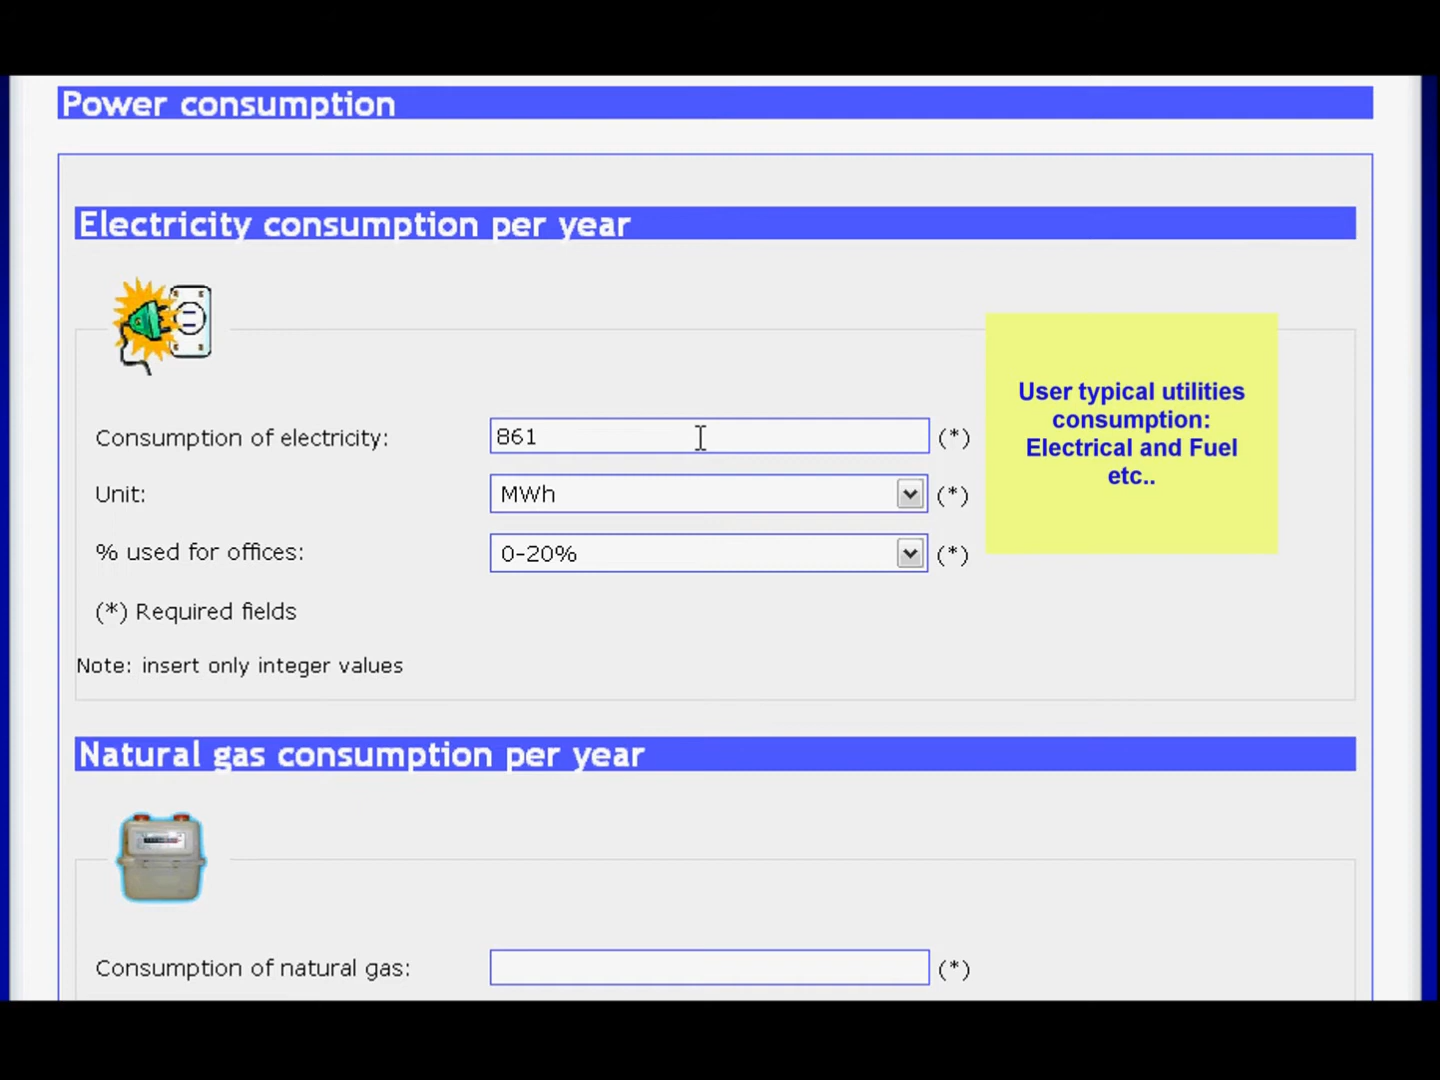 Power consumption
Electricity consumption per year
User typical utilities
consumption:
Electrical and Fuel
etc..
Consumption of electricity: 861 (*)
Unit: MWh (*)
% used for offices: 0-20% (*)
(*) Required fields
Note: insert only integer values
Natural gas consumption per year
Consumption of natural gas: (*)